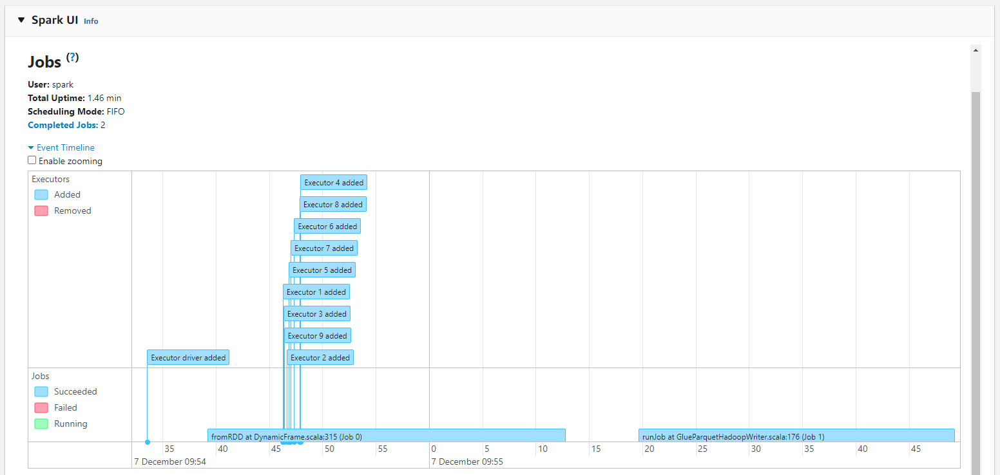 Spark UI Info
Jobs (?)
User: spark
Total Uptime: 1.46 min
Scheduling Mode: FIFO
Completed Jobs: 2
Event Timeline
Enable zooming
Executors
Added
Removed
Executor 4 added
Executor 8 added
Executor 6 added
Executor 7 added
Executor 5 added
Executor 1 added
Executor 3 added
Executor 9 added
Executor driver added
Executor 2 added
Jobs
Succeeded
Failed
Running
fromRDD at DynamicFrame.scala:315 (Job 0)
runJob at GlueParquetHadoopWriter.scala:176 (Job 1)
35 40 45 50 55 0 5 10 15 20 25 30 35 40 45
7 December 09:54 7 December 09:55